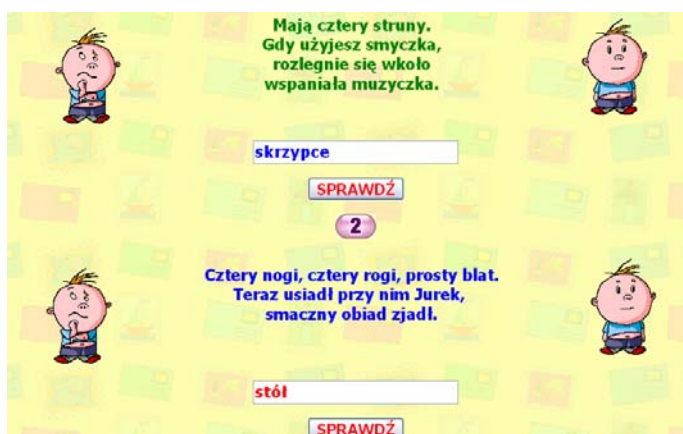 Mają cztery struny.
Gdy użyjesz smyczka,
rozlegnie się wkoło
wspaniała muzyczka.
skrzypce
SPRAWDŹ
2
Cztery nogi, cztery rogi, prosty blat.
Teraz usiadł przy nim Jurek,
smaczny obiad zjadł.
stół
SPRAWDŹ